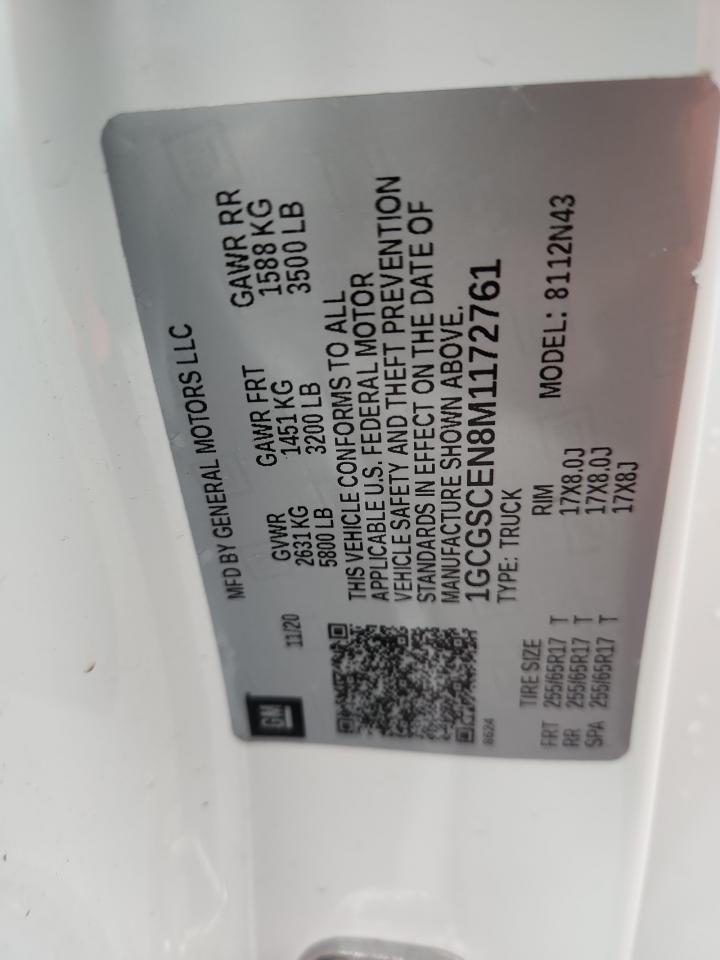 GM
11/20
MFD BY GENERAL MOTORS LLC
GVWR GAWR FRT GAWR RR
2631 KG 1451 KG 1588 KG
5800 LB 3200 LB 3500 LB
THIS VEHICLE CONFORMS TO ALL
APPLICABLE U.S. FEDERAL MOTOR
VEHICLE SAFETY AND THEFT PREVENTION
STANDARDS IN EFFECT ON THE DATE OF
MANUFACTURE SHOWN ABOVE.
1GCGSCEN8M1172761
TYPE: TRUCK
8624
TIRE SIZE RIM MODEL: 8112N43
FRT 255/65R17 T 17X8.0J
RR 255/65R17 T 17X8.0J
SPA 255/65R17 T 17X8J